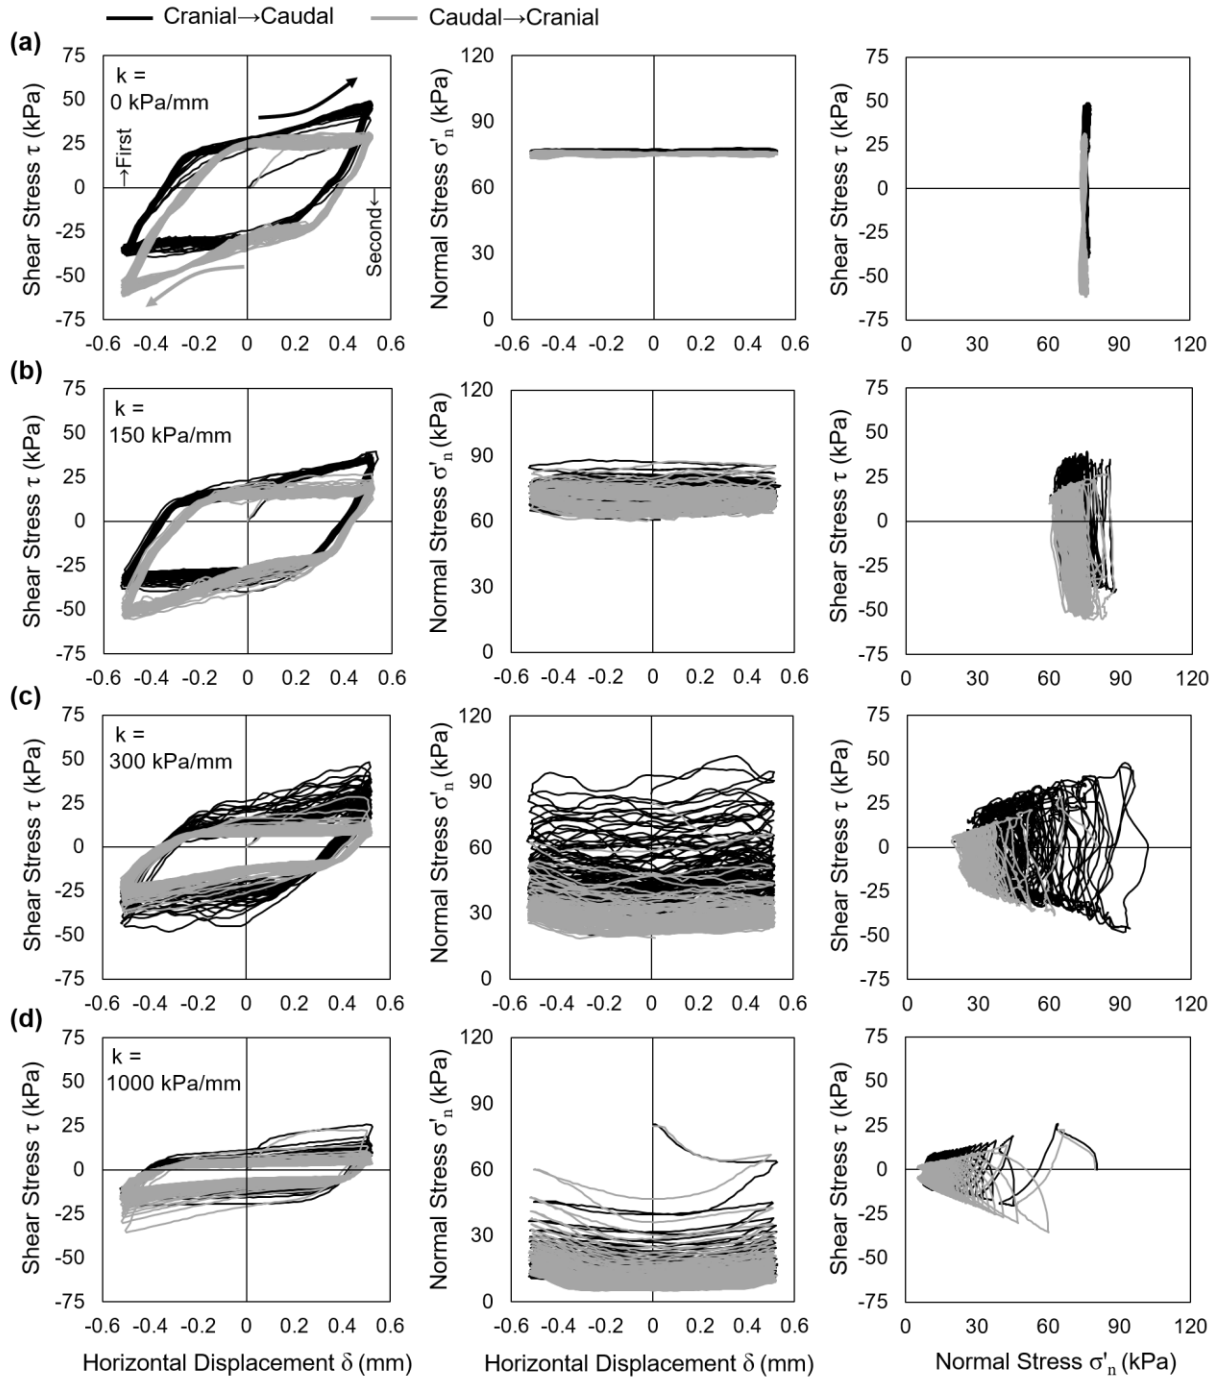 Cranial→Caudal Caudal→Cranial
(a)
75
50
25
0
-25
-50
-75
Shear Stress τ (kPa)
k =
0 kPa/mm
→First
Second←
-0.6 -0.4 -0.2 0 0.2 0.4 0.6
120
90
60
30
0
Normal Stress σ'n (kPa)
-0.6 -0.4 -0.2 0 0.2 0.4 0.6
75
50
25
0
-25
-50
-75
Shear Stress τ (kPa)
0 30 60 90 120
(b)
75
50
25
0
-25
-50
-75
Shear Stress τ (kPa)
k =
150 kPa/mm
-0.6 -0.4 -0.2 0 0.2 0.4 0.6
120
90
60
30
0
Normal Stress σ'n (kPa)
-0.6 -0.4 -0.2 0 0.2 0.4 0.6
75
50
25
0
-25
-50
-75
Shear Stress τ (kPa)
0 30 60 90 120
(c)
75
50
25
0
-25
-50
-75
Shear Stress τ (kPa)
k =
300 kPa/mm
-0.6 -0.4 -0.2 0 0.2 0.4 0.6
120
90
60
30
0
Normal Stress σ'n (kPa)
-0.6 -0.4 -0.2 0 0.2 0.4 0.6
75
50
25
0
-25
-50
-75
Shear Stress τ (kPa)
0 30 60 90 120
(d)
75
50
25
0
-25
-50
-75
Shear Stress τ (kPa)
k =
1000 kPa/mm
-0.6 -0.4 -0.2 0 0.2 0.4 0.6
Horizontal Displacement δ (mm)
120
90
60
30
0
Normal Stress σ'n (kPa)
-0.6 -0.4 -0.2 0 0.2 0.4 0.6
Horizontal Displacement δ (mm)
75
50
25
0
-25
-50
-75
Shear Stress τ (kPa)
0 30 60 90 120
Normal Stress σ'n (kPa)